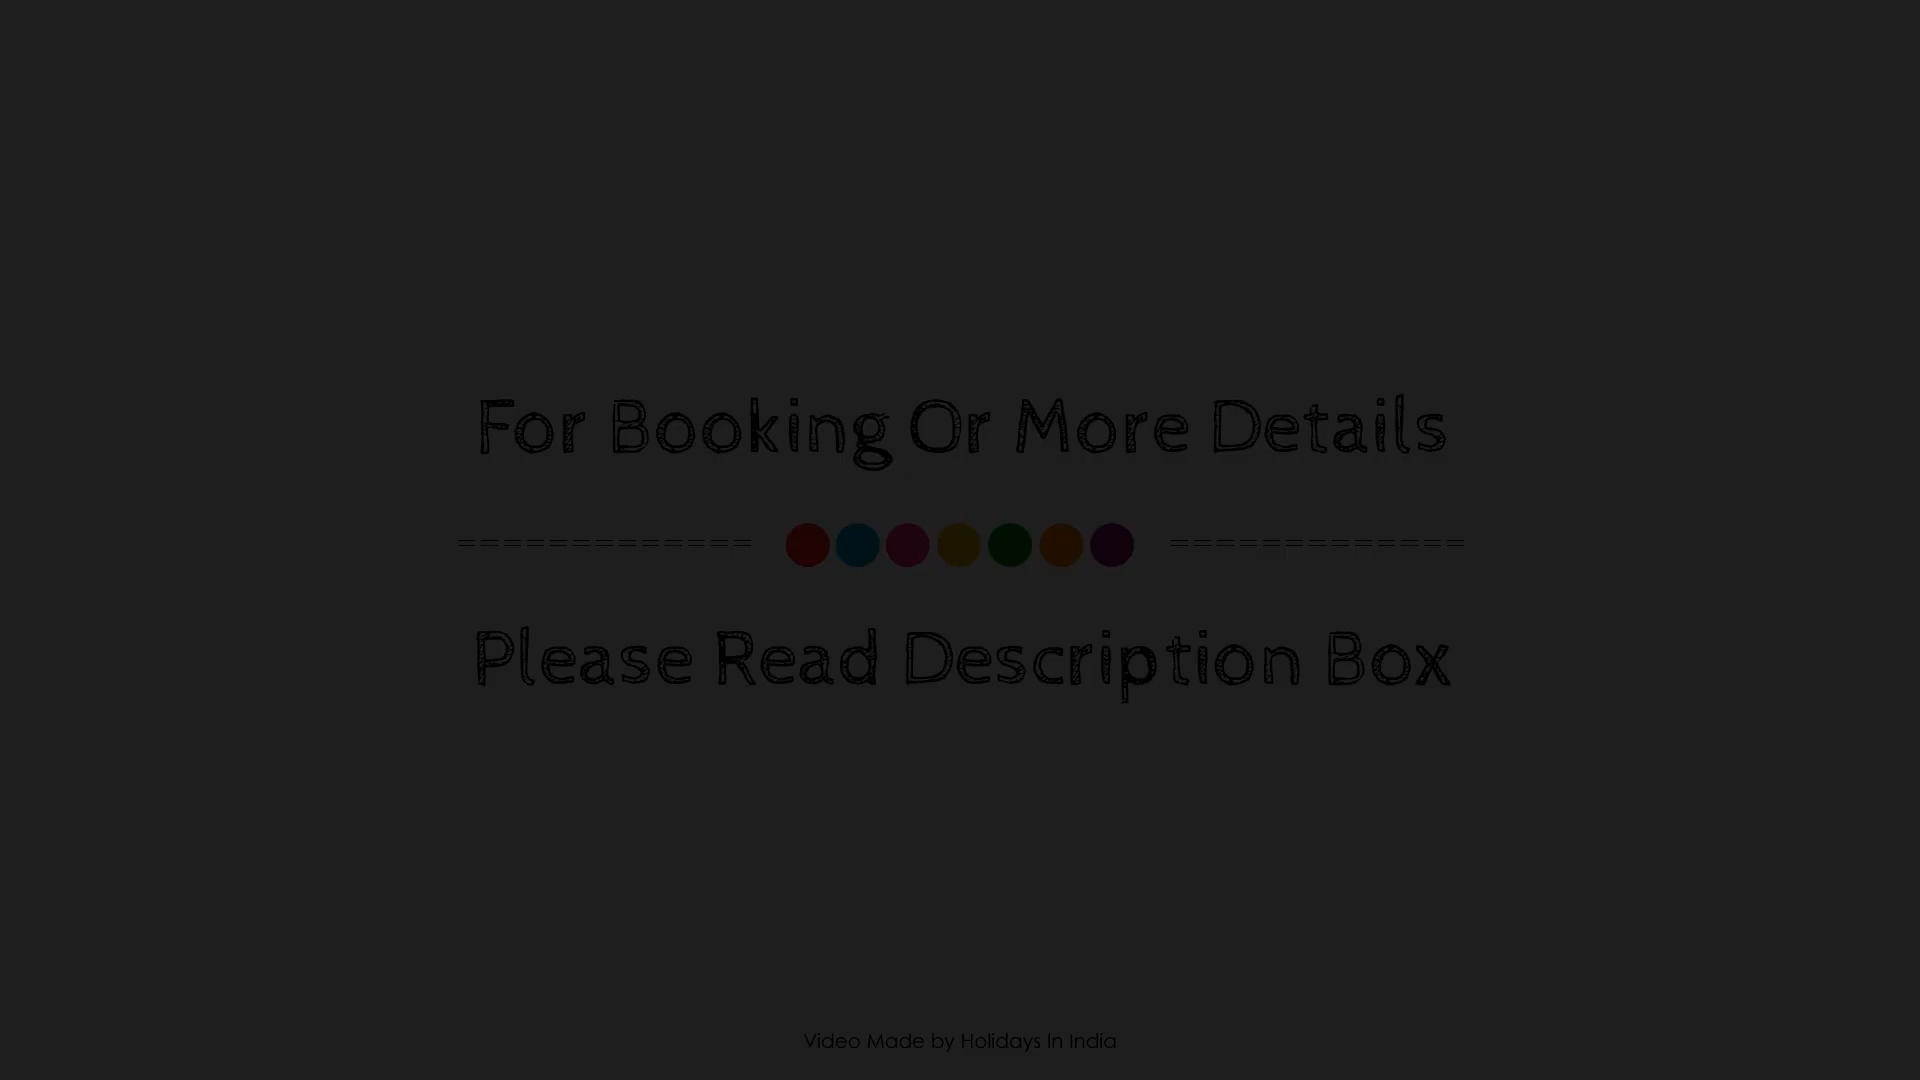 For Booking Or More Details
============= =============
Please Read Description Box
Video Made by Holidays In India